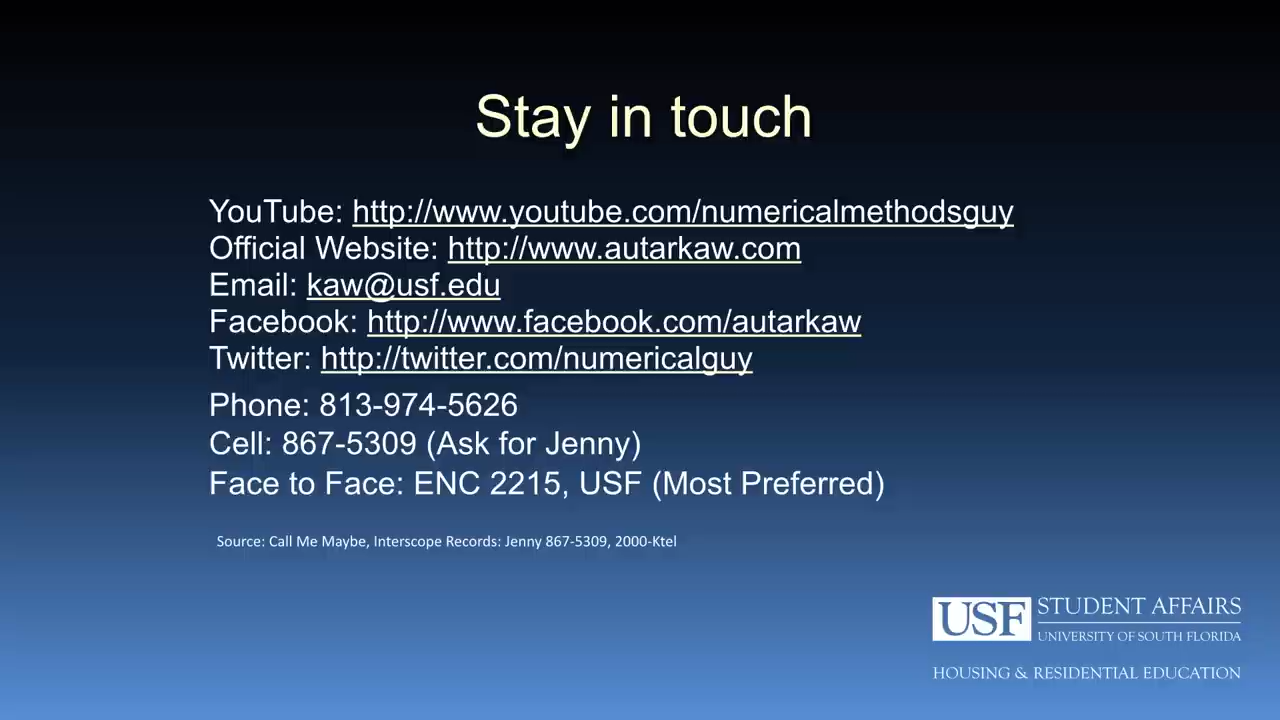 Stay in touch
YouTube: http://www.youtube.com/numericalmethodsguy
Official Website: http://www.autarkaw.com
Email: kaw@usf.edu
Facebook: http://www.facebook.com/autarkaw
Twitter: http://twitter.com/numericalguy
Phone: 813-974-5626
Cell: 867-5309 (Ask for Jenny)
Face to Face: ENC 2215, USF (Most Preferred)
Source: Call Me Maybe, Interscope Records: Jenny 867-5309, 2000-Ktel
USF STUDENT AFFAIRS
UNIVERSITY OF SOUTH FLORIDA
HOUSING & RESIDENTIAL EDUCATION